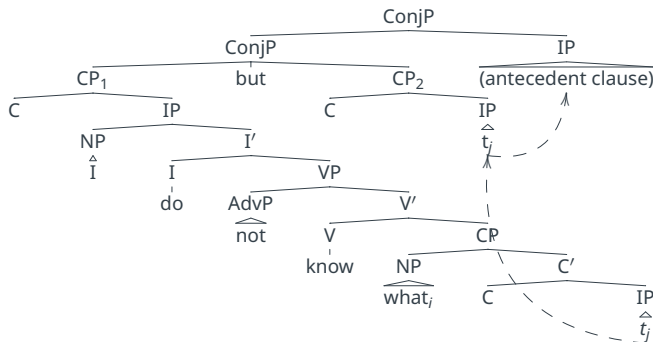 ConjP
ConjP IP
CP₁ but CP₂ (antecedent clause)
C IP C IP
NP I′ tⱼ
I I VP
do AdvP V′
not V CP
know NP C′
whatᵢ C IP
tⱼ